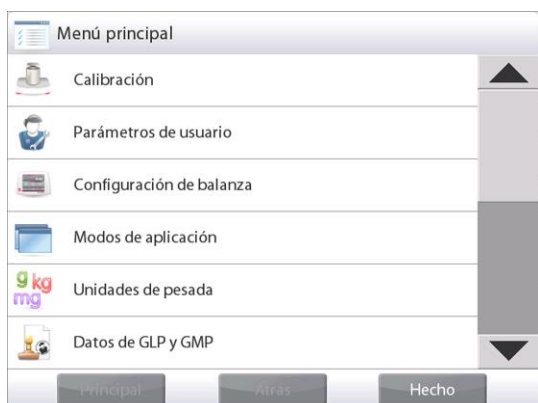 Menú principal
Calibración
Parámetros de usuario
Configuración de balanza
Modos de aplicación
g kg
mg
Unidades de pesada
Datos de GLP y GMP
Principal
Atrás
Hecho